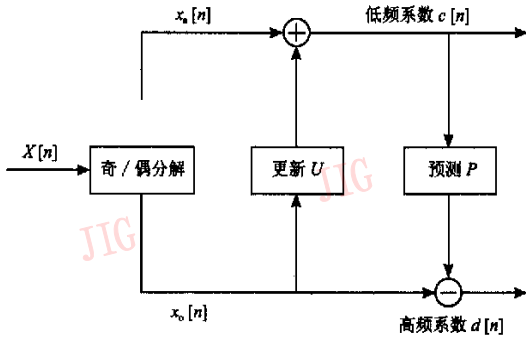 xₑ[n]
低频系数 c[n]
X[n]
奇/偶分解
更新 U
预测 P
JIG
JIG
xₒ[n}
高频系数 d[n]